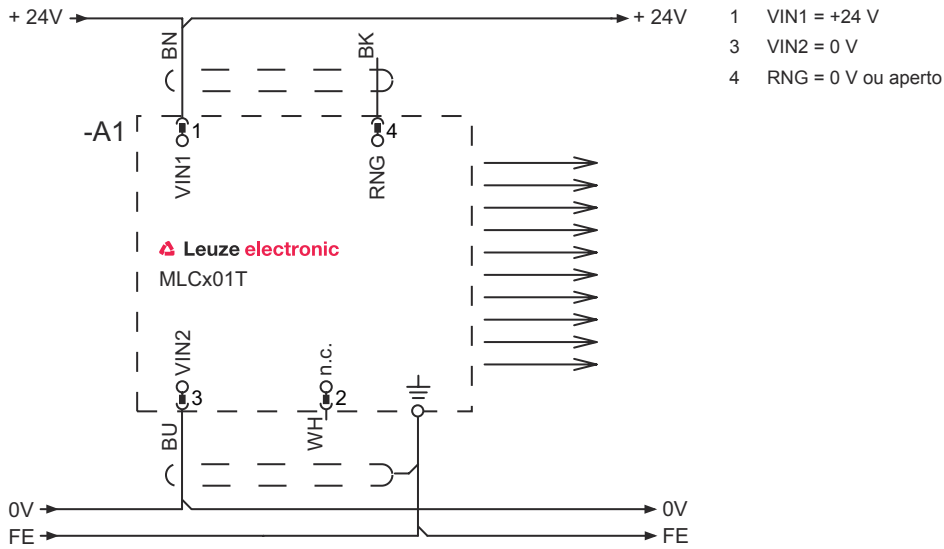 + 24V
+ 24V
1 VIN1 = +24 V
3 VIN2 = 0 V
4 RNG = 0 V ou aperto
BN
BK
-A1
1
4
VIN1
RNG
Leuze electronic
MLCx01T
VIN2
n.c.
3
2
BU
WH
0V
0V
FE
FE